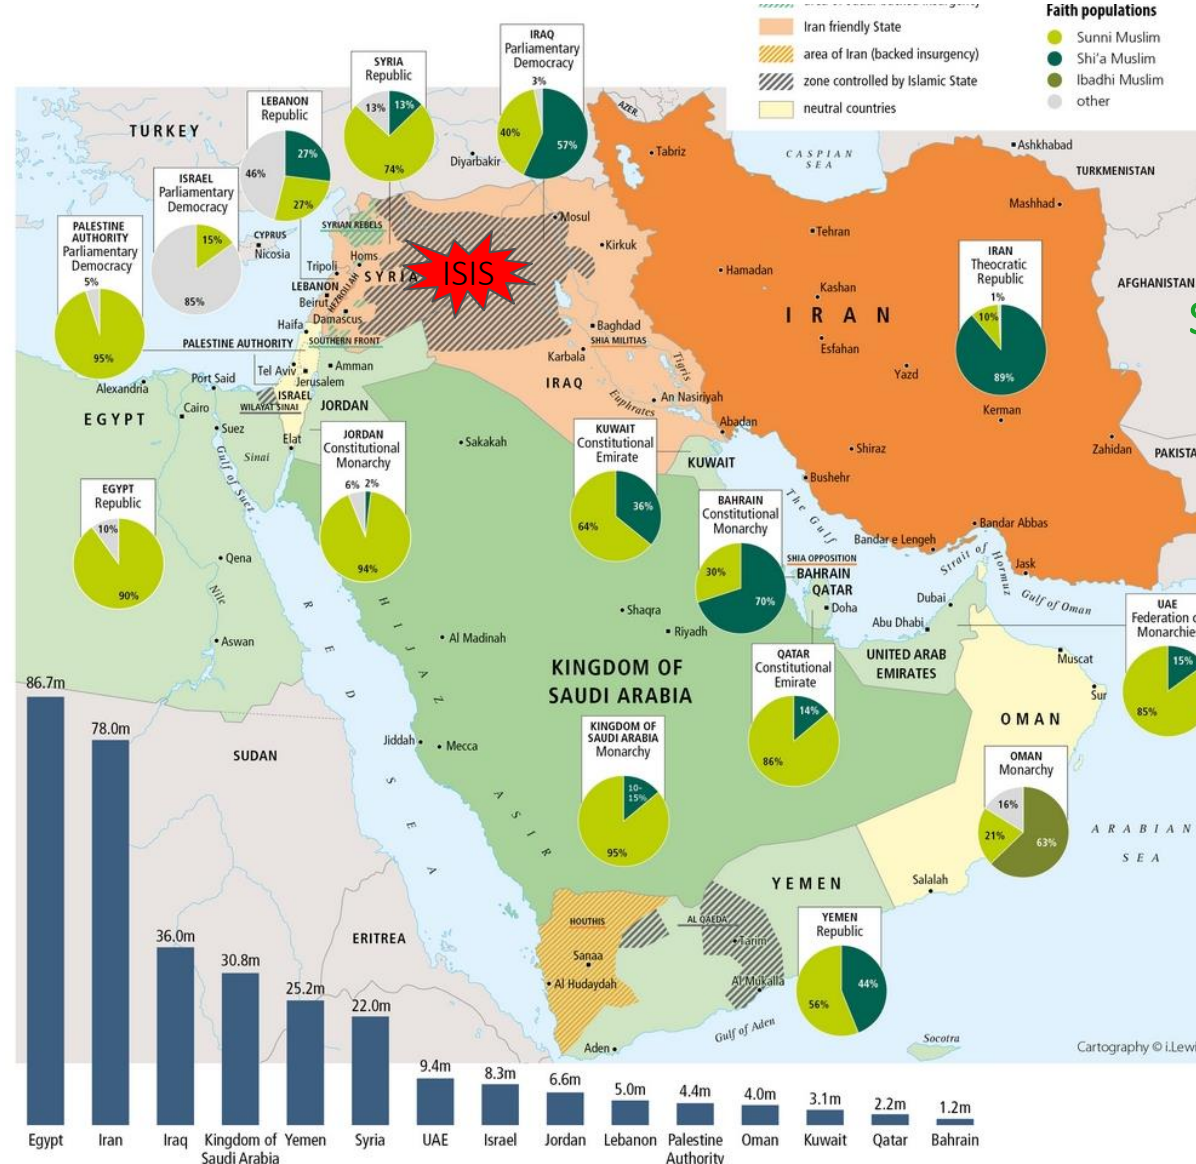 Iran friendly State
area of Iran (backed insurgency)
zone controlled by Islamic State
neutral countries
Faith populations
Sunni Muslim
Shi'a Muslim
Ibadhi Muslim
other
IRAQ
Parliamentary
Democracy
3%
40%
57%
SYRIA
Republic
13%
13%
74%
LEBANON
Republic
27%
46%
27%
ISRAEL
Parliamentary
Democracy
15%
85%
PALESTINE
AUTHORITY
Parliamentary
Democracy
5%
95%
TURKEY
Diyarbakir
AZER.
Tabriz
CASPIAN
SEA
Ashkhabad
TURKMENISTAN
Mashhad
Tehran
Hamadan
Kashan
IRAN
Esfahan
Yazd
Kerman
Zahidan
Shiraz
Bushehr
Bandar Abbas
Bandar e Lengeh
Jask
AFGHANISTAN
S
PAKISTA
IRAN
Theocratic
Republic
1%
10%
89%
CYPRUS
Nicosia
SYRIAN REBELS
Homs
Tripoli
SYRIA
ISIS
LEBANON
HEZBOLLAH
Beirut
Damascus
Haifa
SOUTHERN FRONT
PALESTINE AUTHORITY
Tel Aviv
Amman
Jerusalem
ISRAEL
WILAYAT SINAI
JORDAN
Elat
Mosul
Kirkuk
Baghdad
SHIA MILITIAS
Karbala
IRAQ
Tigris
Euphrates
An Nasiriyah
Abadan
Alexandria
Port Said
EGYPT
Cairo
Suez
Sinai
Gulf of Suez
EGYPT
Republic
10%
90%
Qena
Nile
Aswan
JORDAN
Constitutional
Monarchy
6%
2%
94%
Sakakah
KUWAIT
Constitutional
Emirate
36%
64%
KUWAIT
The Gulf
BAHRAIN
Constitutional
Monarchy
30%
70%
SHIA OPPOSITION
BAHRAIN
QATAR
Doha
Strait of
Hormuz
Gulf of Oman
Dubai
Abu Dhabi
UNITED ARAB
EMIRATES
UAE
Federation o
Monarchie
15%
85%
Muscat
Sur
OMAN
OMAN
Monarchy
16%
21%
63%
Salalah
ARABIAN
SEA
Shaqra
Riyadh
Al Madinah
HIJAZ
RED SEA
KINGDOM OF
SAUDI ARABIA
QATAR
Constitutional
Emirate
14%
86%
KINGDOM OF
SAUDI ARABIA
Monarchy
10-
15%
95%
Jiddah
Mecca
ASIR
SUDAN
ERITREA
YEMEN
HOUTHIS
Sanaa
Al Hudaydah
AL QAEDA
Tarim
Al Mukalla
Aden
Gulf of Aden
YEMEN
Republic
44%
56%
Socotra
Cartography © i.Lewi
86.7m
78.0m
36.0m
30.8m
25.2m
22.0m
9.4m
8.3m
6.6m
5.0m
4.4m
4.0m
3.1m
2.2m
1.2m
Egypt
Iran
Iraq
Kingdom of
Saudi Arabia
Yemen
Syria
UAE
Israel
Jordan
Lebanon
Palestine
Authority
Oman
Kuwait
Qatar
Bahrain